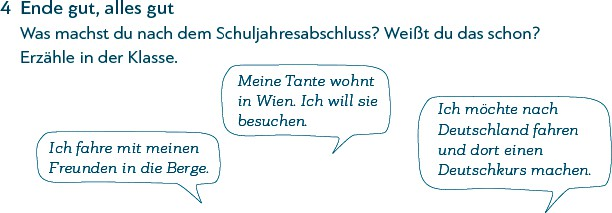 4 Ende gut, alles gut
Was machst du nach dem Schuljahresabschluss? Weißt du das schon?
Erzähle in der Klasse.
Meine Tante wohnt
in Wien. Ich will sie
besuchen.
Ich möchte nach
Deutschland fahren
und dort einen
Deutschkurs machen.
Ich fahre mit meinen
Freunden in die Berge.